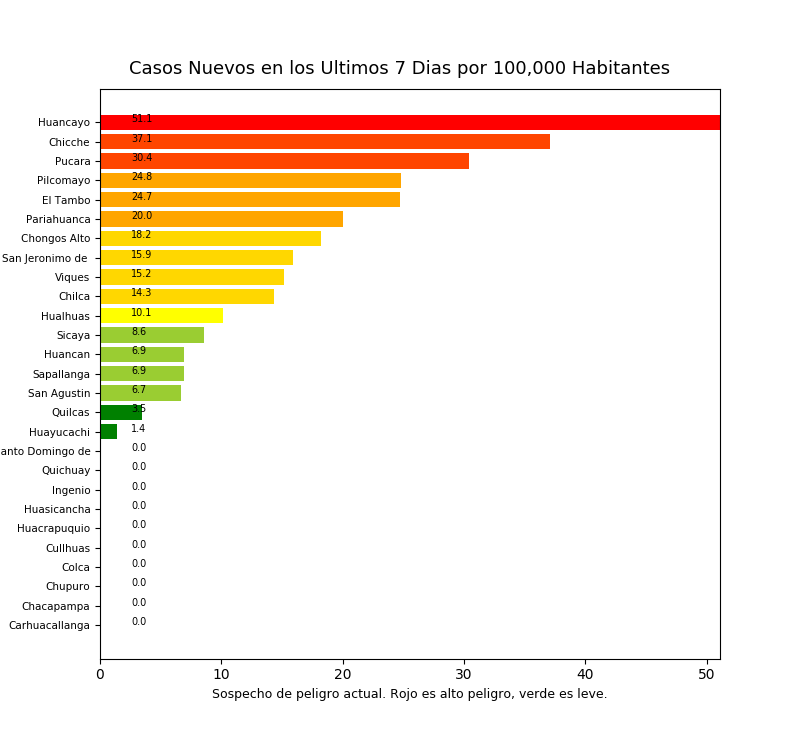 Casos Nuevos en los Ultimos 7 Dias por 100,000 Habitantes
Huancayo 51.1
Chicche 37.1
Pucara 30.4
Pilcomayo 24.8
El Tambo 24.7
Pariahuanca 20.0
Chongos Alto 18.2
San Jeronimo de 15.9
Viques 15.2
Chilca 14.3
Hualhuas 10.1
Sicaya 8.6
Huancan 6.9
Sapallanga 6.9
San Agustin 6.7
Quilcas 3.5
Huayucachi 1.4
anto Domingo de 0.0
Quichuay 0.0
Ingenio 0.0
Huasicancha 0.0
Huacrapuquio 0.0
Cullhuas 0.0
Colca 0.0
Chupuro 0.0
Chacapampa 0.0
Carhuacallanga 0.0
0 10 20 30 40 50
Sospecho de peligro actual. Rojo es alto peligro, verde es leve.